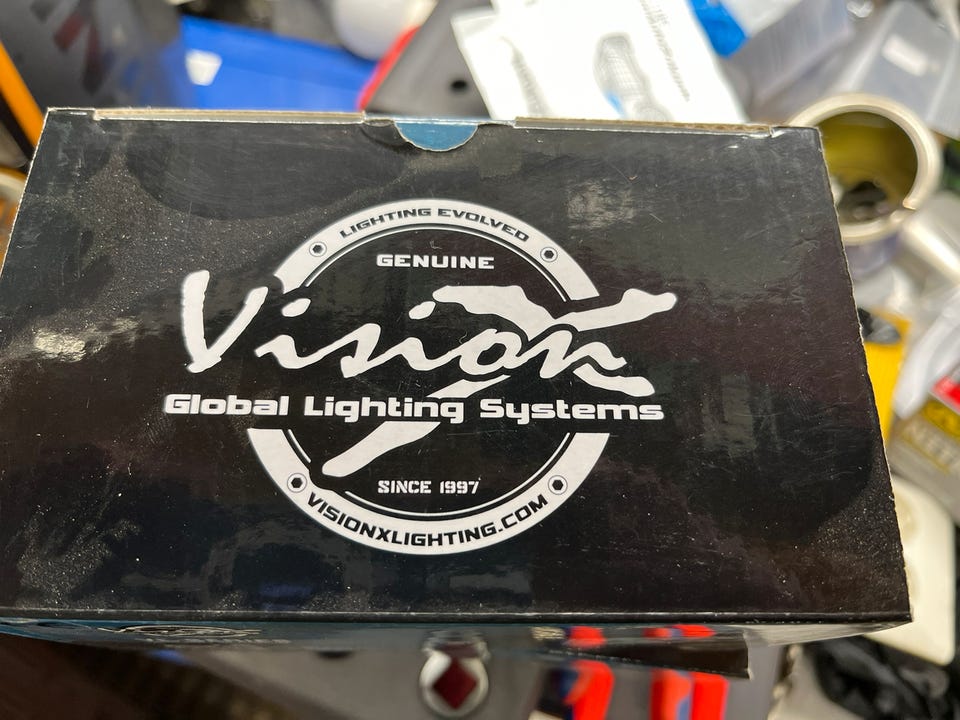 LIGHTING EVOLVED
GENUINE
Vision X
Global Lighting Systems
SINCE 1997
VISIONXLIGHTING.COM